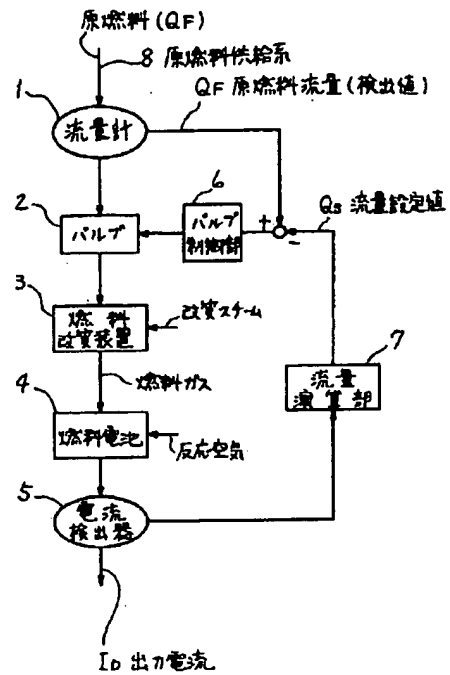 原燃料(QF)
8 原燃料供給系
QF 原燃料流量(検出値)
1
流量計
6
2
バルブ
バルブ
制御部
+
-
Qs 流量設定値
3
燃料
改質装置
改質スチーム
7
流量
演算部
燃料ガス
4
燃料電池
反応空気
5
電流
検出器
ID 出力電流